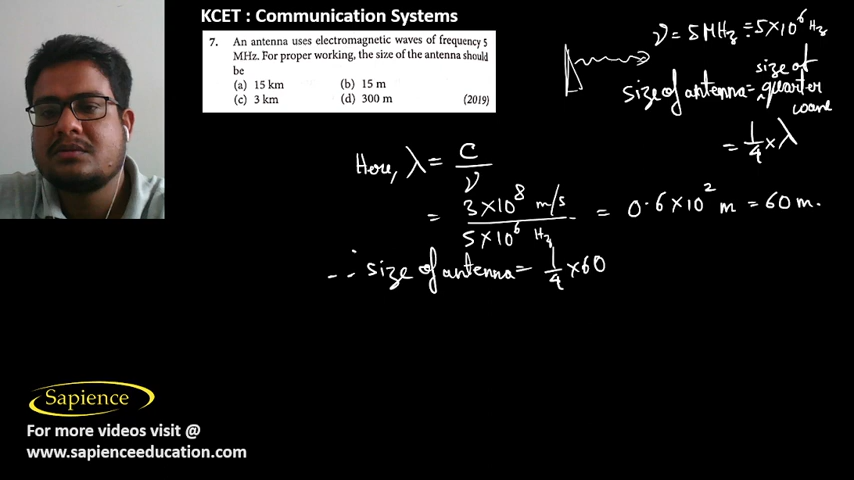 KCET : Communication Systems
7. An antenna uses electromagnetic waves of frequency 5
MHz. For proper working, the size of the antenna should
be
(a) 15 km (b) 15 m
(c) 3 km (d) 300 m (2019)
ν = 5 MHz = 5×10⁶ Hz
size of antenna = size of
quarter
wave
= 1/4 × λ
Here, λ = C/ν
= 3×10⁸ m/s / 5×10⁶ Hz = 0.6×10² m = 60 m.
∴ size of antenna = 1/4 × 60
Sapience
For more videos visit @
www.sapienceeducation.com